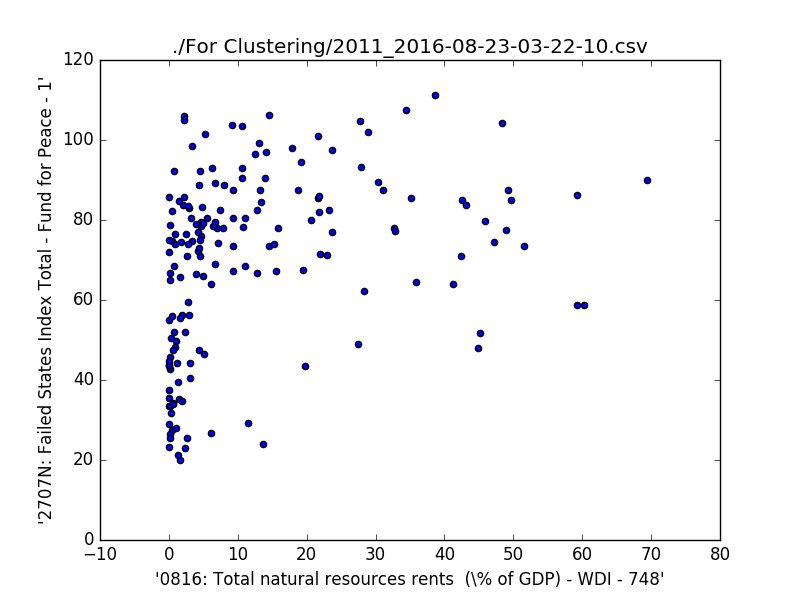 ./For Clustering/2011_2016-08-23-03-22-10.csv
120
100
80
60
40
20
0
'2707N: Failed States Index Total - Fund for Peace - 1'
−10 0 10 20 30 40 50 60 70 80
'0816: Total natural resources rents  (\% of GDP) - WDI - 748'